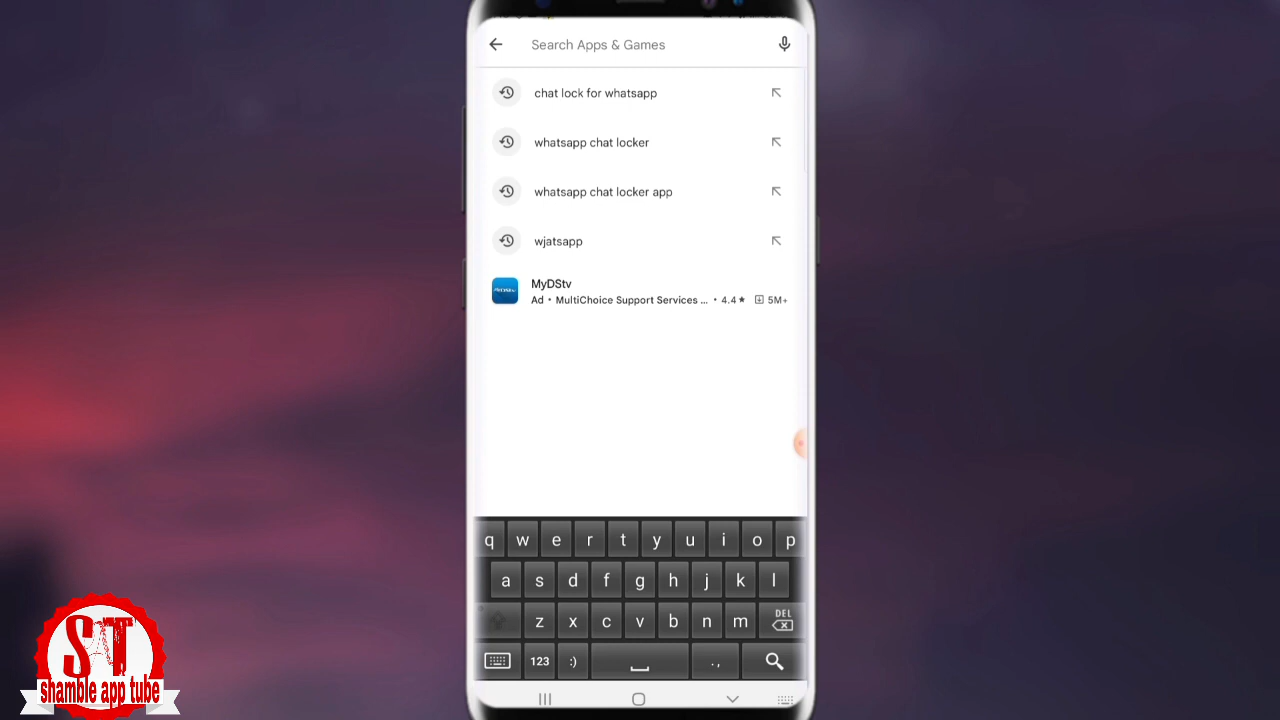 Search Apps & Games
chat lock for whatsapp
whatsapp chat locker
whatsapp chat locker app
wjatsapp
MyDStv
Ad • MultiChoice Support Services ... • 4.4★ 5M+
q w e r t y u i o p
a s d f g h j k l
z x c v b n m DEL
123 :) . ,
SAT
shamble app tube